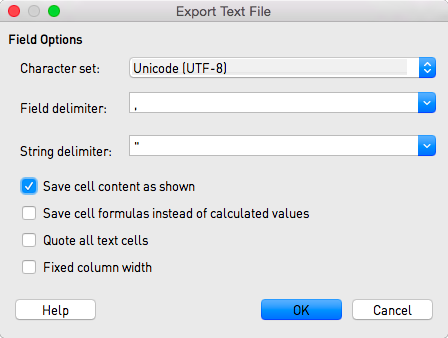 Export Text File
Field Options
Character set: Unicode (UTF-8)
Field delimiter: ,
String delimiter: "
Save cell content as shown
Save cell formulas instead of calculated values
Quote all text cells
Fixed column width
Help OK Cancel